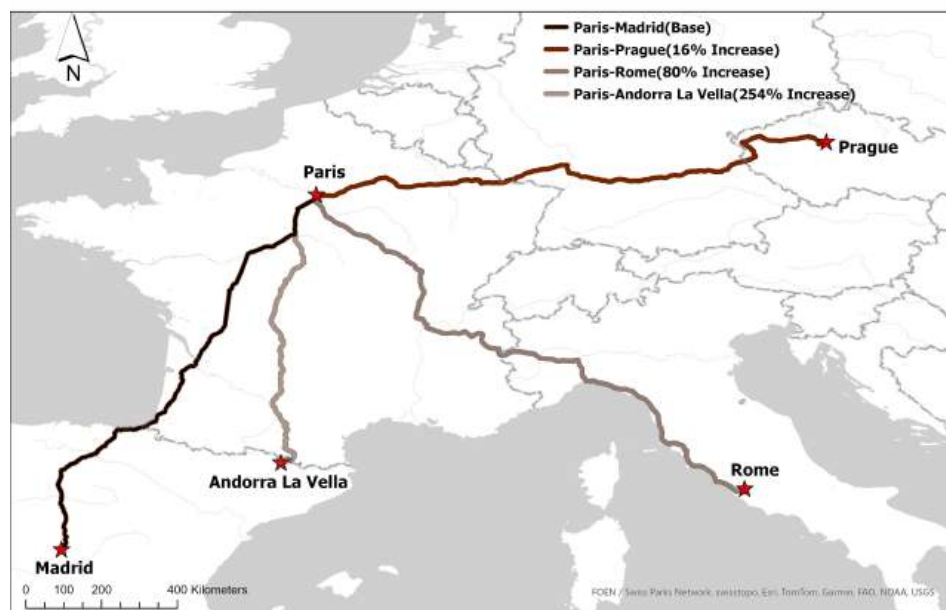 Paris-Madrid(Base)
Paris-Prague(16% Increase)
Paris-Rome(80% Increase)
Paris-Andorra La Vella(254% Increase)
N
Prague
Paris
Andorra La Vella
Rome
Madrid
0 100 200 400 Kilometers
FOEN / Swiss Parks Network, swisstopo, Esri, TomTom, Garmin, FAO, NOAA, USGS